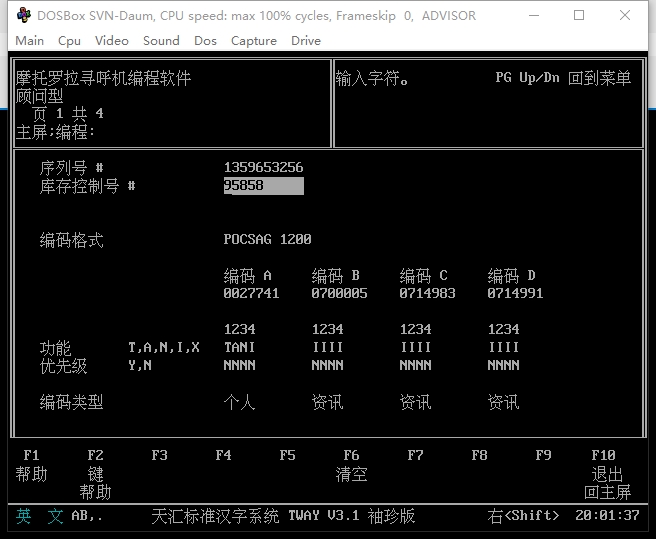 DOSBox SVN-Daum, CPU speed: max 100% cycles, Frameskip 0, ADVISOR
Main Cpu Video Sound Dos Capture Drive
摩托罗拉寻呼机编程软件
顾问型
页 1 共 4
主屏;编程:
输入字符。 PG Up/Dn 回到菜单
序列号 # 1359653256
库存控制号 # 95858
编码格式 POCSAG 1200
编码 A 编码 B 编码 C 编码 D
0027741 0700005 0714983 0714991
1234 1234 1234 1234
功能 T,A,N,I,X TANI IIII IIII IIII
优先级 Y,N NNNN NNNN NNNN NNNN
编码类型 个人 资讯 资讯 资讯
F1 F2 F3 F4 F5 F6 F7 F8 F9 F10
帮助 键 清空 退出
帮助 回主屏
英 文 AB,. 天汇标准汉字系统 TWAY V3.1 袖珍版 右<Shift> 20:01:37